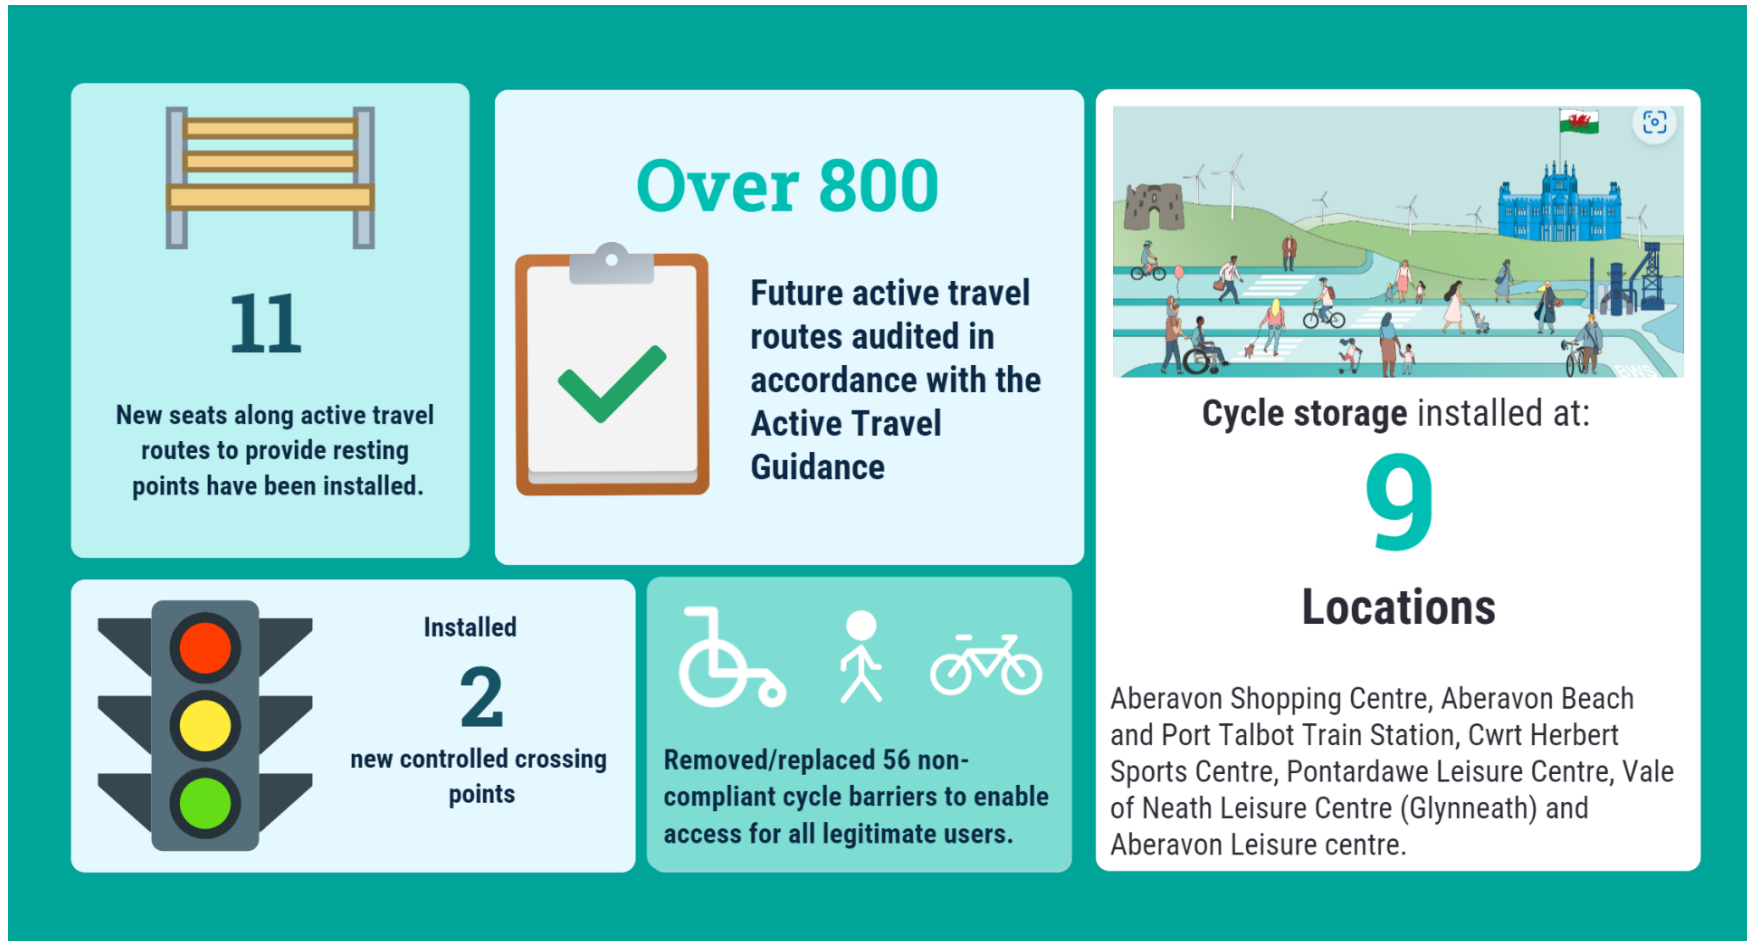 11
New seats along active travel
routes to provide resting
points have been installed.
Over 800
Future active travel
routes audited in
accordance with the
Active Travel
Guidance
Installed
2
new controlled crossing
points
Removed/replaced 56 non-
compliant cycle barriers to enable
access for all legitimate users.
BWS
Cycle storage installed at:
9
Locations
Aberavon Shopping Centre, Aberavon Beach
and Port Talbot Train Station, Cwrt Herbert
Sports Centre, Pontardawe Leisure Centre, Vale
of Neath Leisure Centre (Glynneath) and
Aberavon Leisure centre.